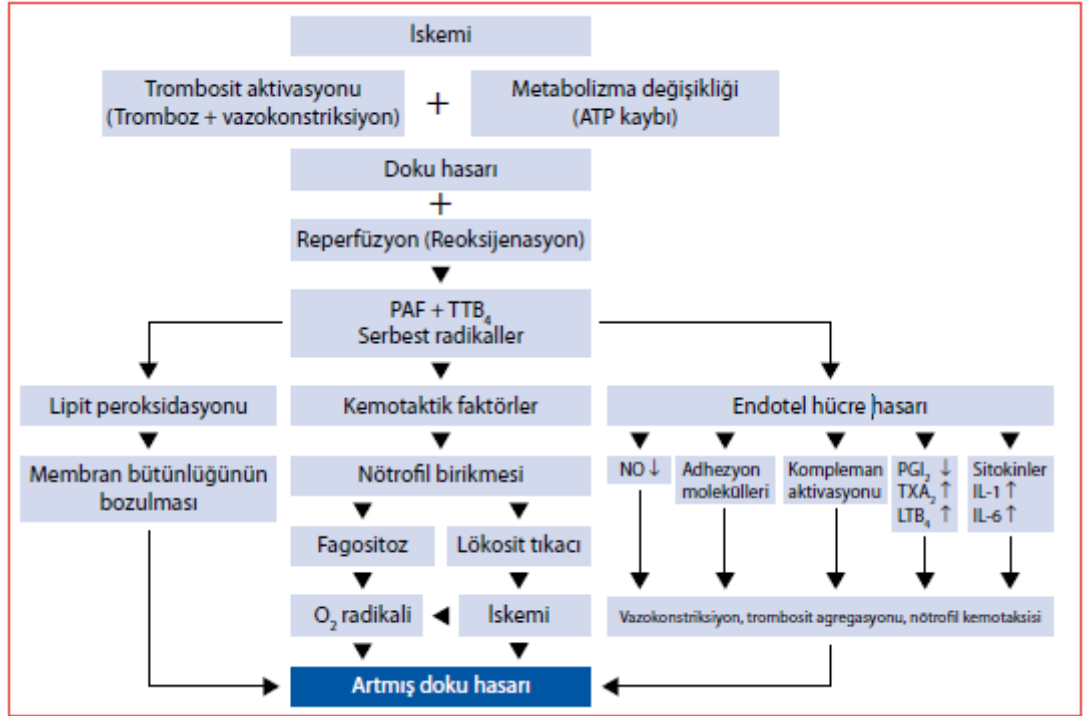 İskemi
Trombosit aktivasyonu
(Tromboz + vazokonstriksiyon)
+
Metabolizma değişikliği
(ATP kaybı)
Doku hasarı
+
Reperfüzyon (Reoksijenasyon)
PAF + TTB₄
Serbest radikaller
Lipit peroksidasyonu
Kemotaktik faktörler
Endotel hücre hasarı
Membran bütünlüğünün
bozulması
Nötrofil birikmesi
NO ↓
Adhezyon
molekülleri
Kompleman
aktivasyonu
PGI₂ ↓
TXA₂ ↑
LTB₄ ↑
Sitokinler
IL-1 ↑
IL-6 ↑
Fagositoz
Lökosit tıkacı
O₂ radikali
İskemi
Vazokonstriksiyon, trombosit agregasyonu, nötrofil kemotaksisi
Artmış doku hasarı